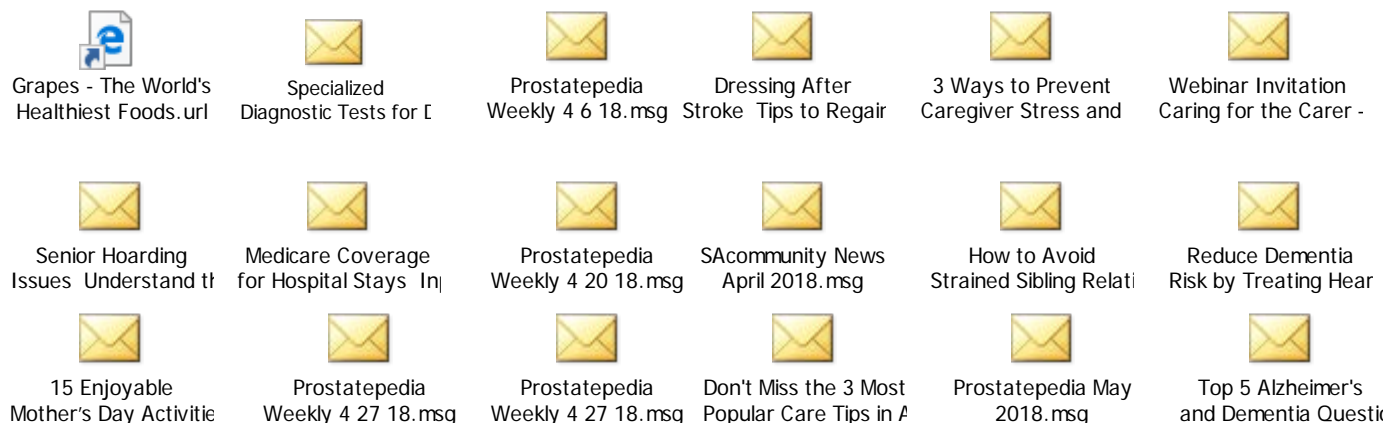 Grapes - The World's
Healthiest Foods.url
Specialized
Diagnostic Tests for
Prostatepedia
Weekly 4 6 18.msg
Dressing After
Stroke Tips to Regain
3 Ways to Prevent
Caregiver Stress and
Webinar Invitation
Caring for the Carer -
Senior Hoarding
Issues Understand
Medicare Coverage
for Hospital Stays
Prostatepedia
Weekly 4 20 18.msg
SAcommunity News
April 2018.msg
How to Avoid
Strained Sibling Relati
Reduce Dementia
Risk by Treating Hear
15 Enjoyable
Mother's Day Activitie
Prostatepedia
Weekly 4 27 18.msg
Prostatepedia
Weekly 4 27 18.msg
Don't Miss the 3 Most
Popular Care Tips in
Prostatepedia May
2018.msg
Top 5 Alzheimer's
and Dementia Questi